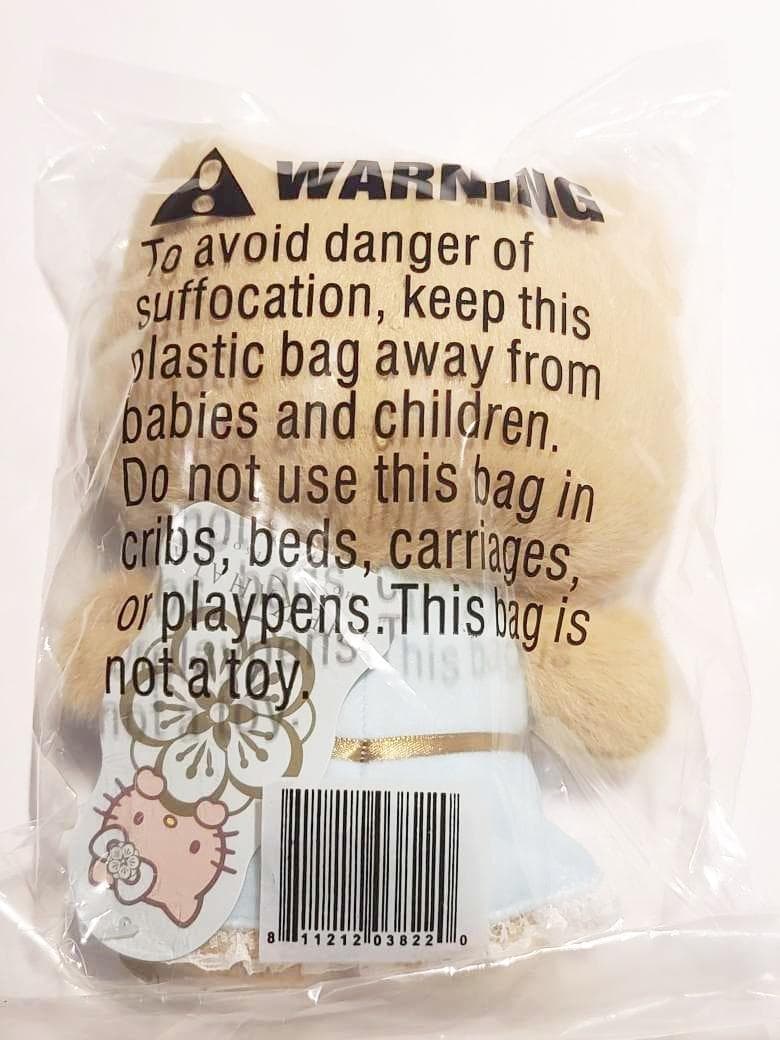 WARNING
To avoid danger of
suffocation, keep this
plastic bag away from
babies and children.
Do not use this bag in
cribs, beds, carriages,
or playpens.This bag is
not a toy.
8 11212 03822 0